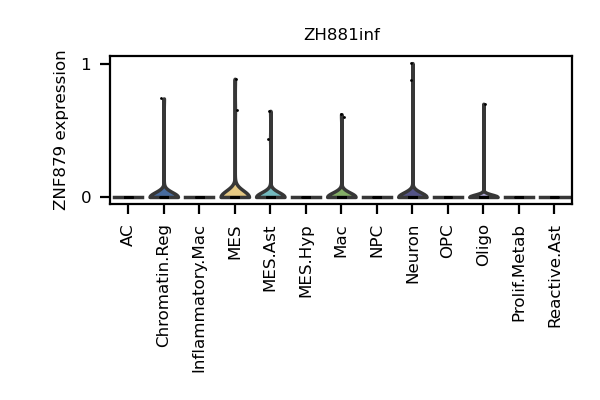 ZH881inf
ZNF879 expression
1
0
AC
Chromatin.Reg
Inflammatory.Mac
MES
MES.Ast
MES.Hyp
Mac
NPC
Neuron
OPC
Oligo
Prolif.Metab
Reactive.Ast